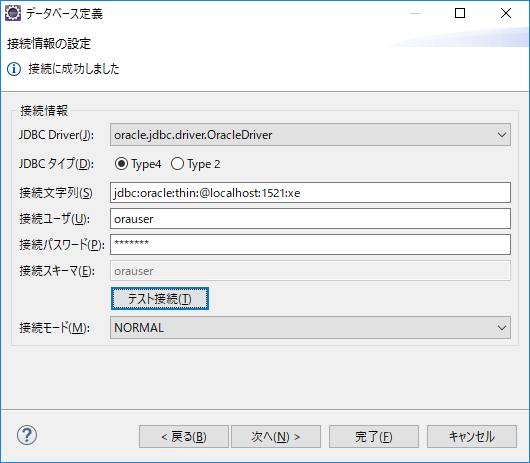 データベース定義
接続情報の設定
接続に成功しました
接続情報
JDBC Driver(J): oracle.jdbc.driver.OracleDriver
JDBC タイプ(D): Type4 Type 2
接続文字列(S) jdbc:oracle:thin:@localhost:1521:xe
接続ユーザ(U): orauser
接続パスワード(P): *******
接続スキーマ(E): orauser
テスト接続(T)
接続モード(M): NORMAL
? < 戻る(B) 次へ(N) > 完了(F) キャンセル